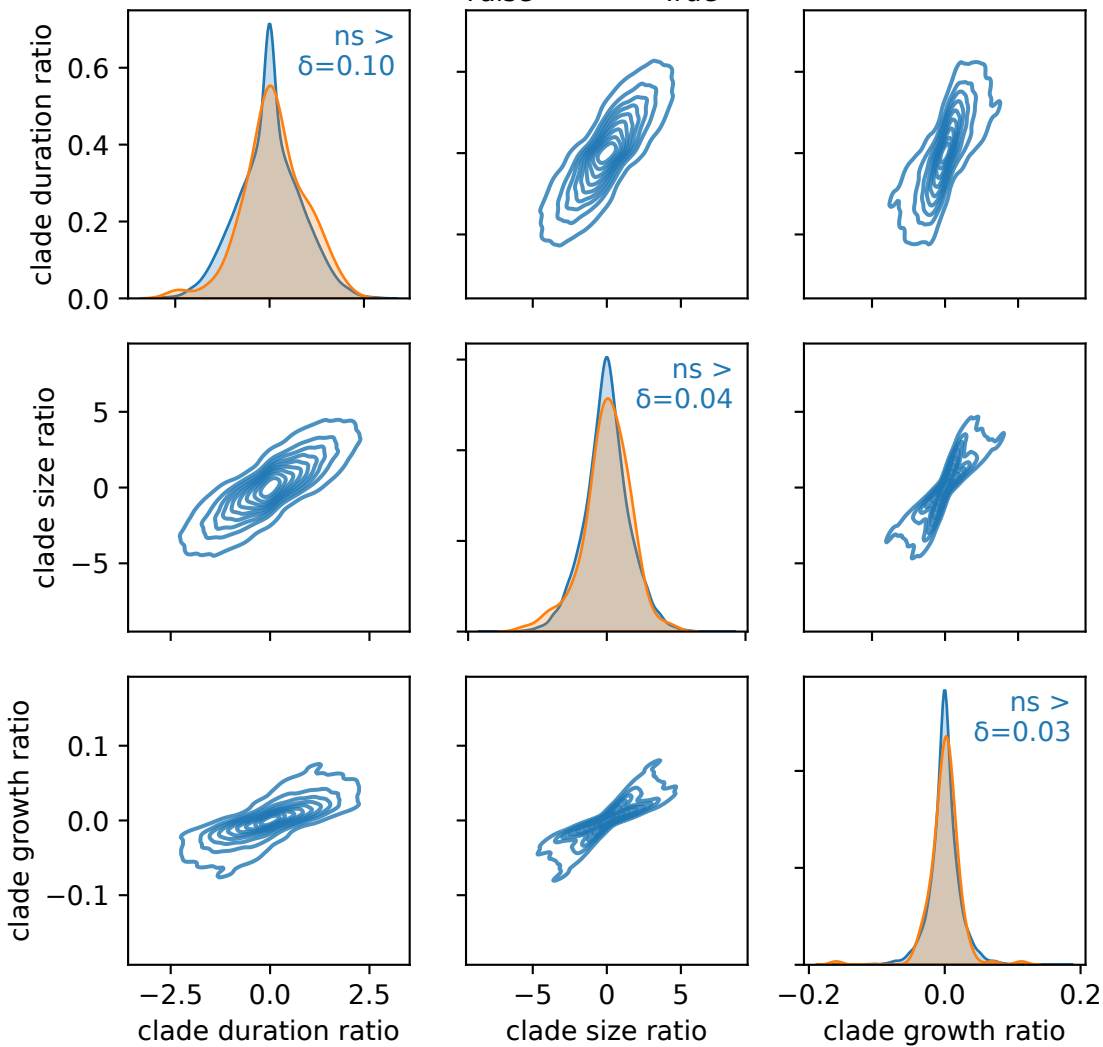 clade duration ratio
0.6
0.4
0.2
0.0
ns >
δ=0.10
clade size ratio
5
0
−5
ns >
δ=0.04
clade growth ratio
0.1
0.0
−0.1
ns >
δ=0.03
−2.5 0.0 2.5
−5 0 5
−0.2 0.0 0.2
clade duration ratio
clade size ratio
clade growth ratio